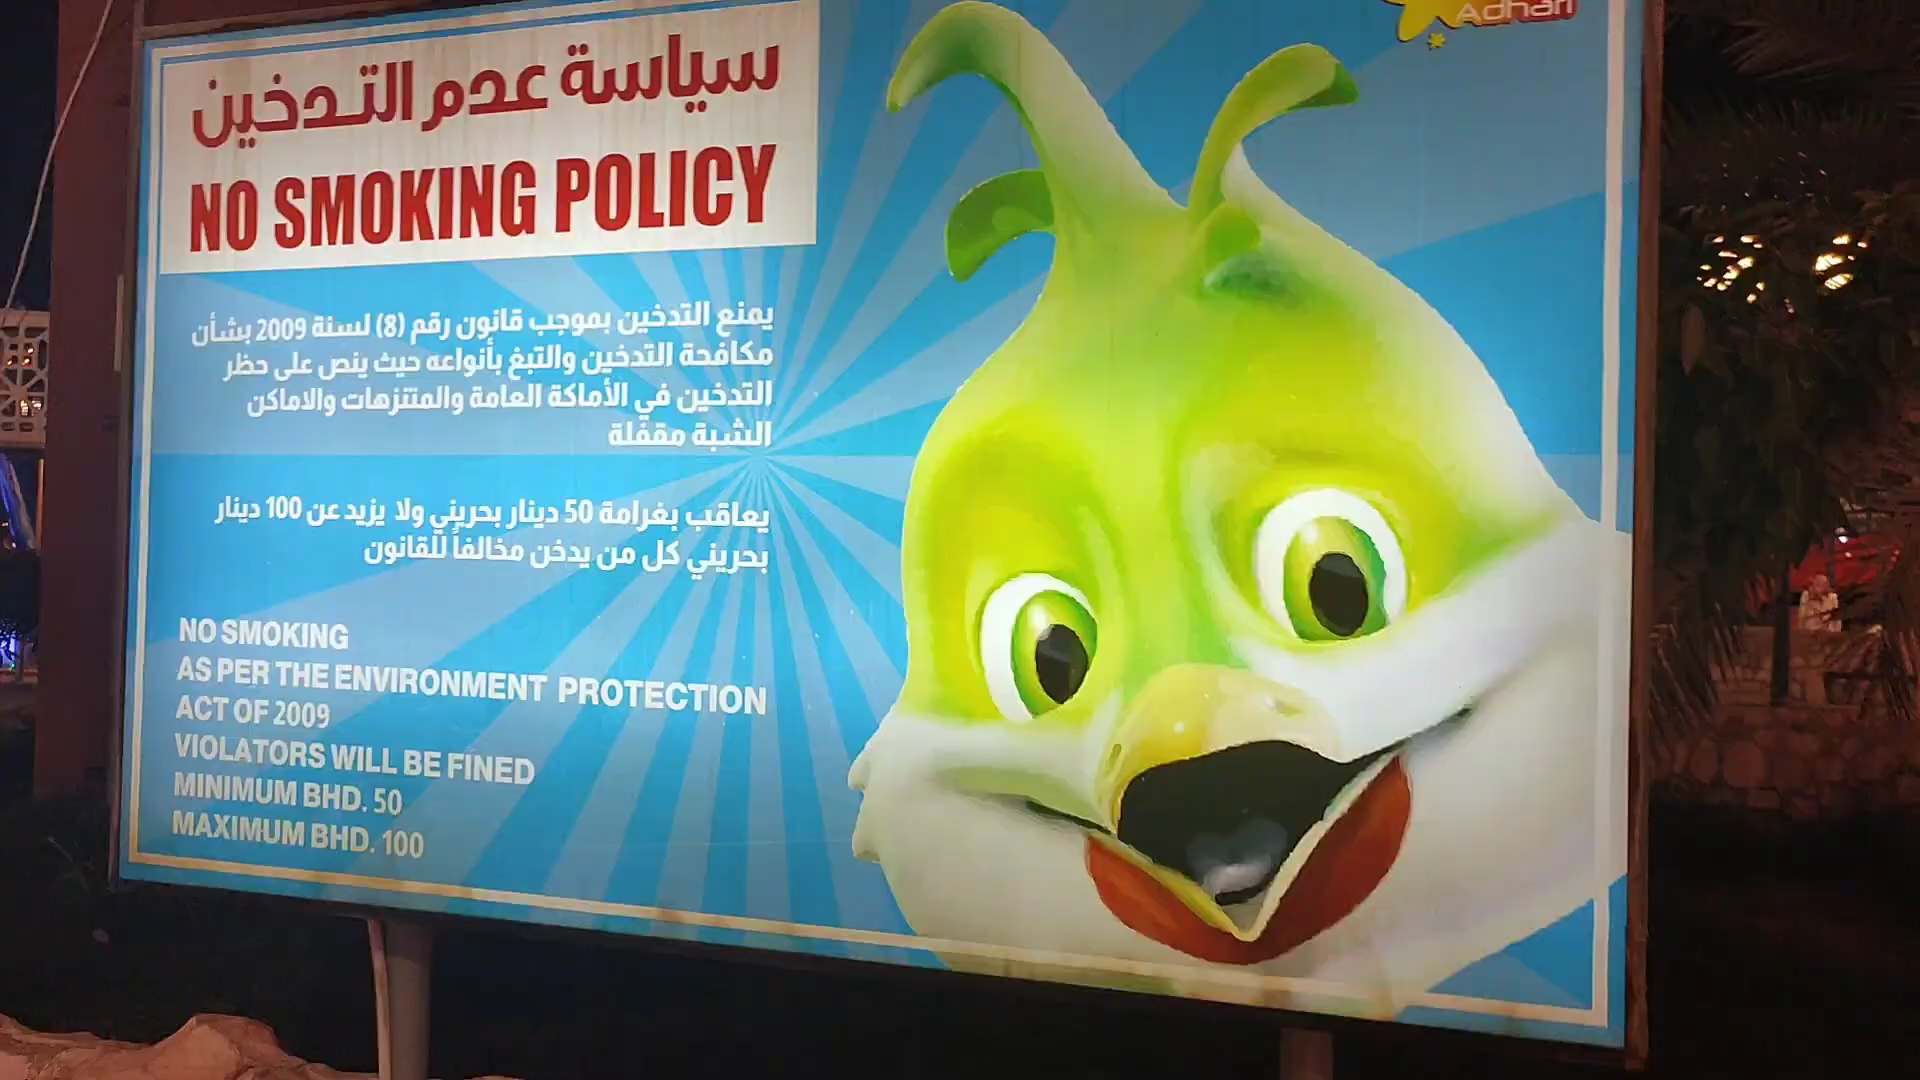 Adhari
سياسة عدم التدخين
NO SMOKING POLICY
يمنع التدخين بموجب قانون رقم (8) لسنة 2009 بشأن
مكافحة التدخين والتبغ بأنواعه حيث ينص على حظر
التدخين في الأماكة العامة والمتنزهات والاماكن
الشبة مقفلة
يعاقب بغرامة 50 دينار بحريني ولا يزيد عن 100 دينار
بحريني كل من يدخن مخالفاً للقانون
NO SMOKING
AS PER THE ENVIRONMENT PROTECTION
ACT OF 2009
VIOLATORS WILL BE FINED
MINIMUM BHD. 50
MAXIMUM BHD. 100